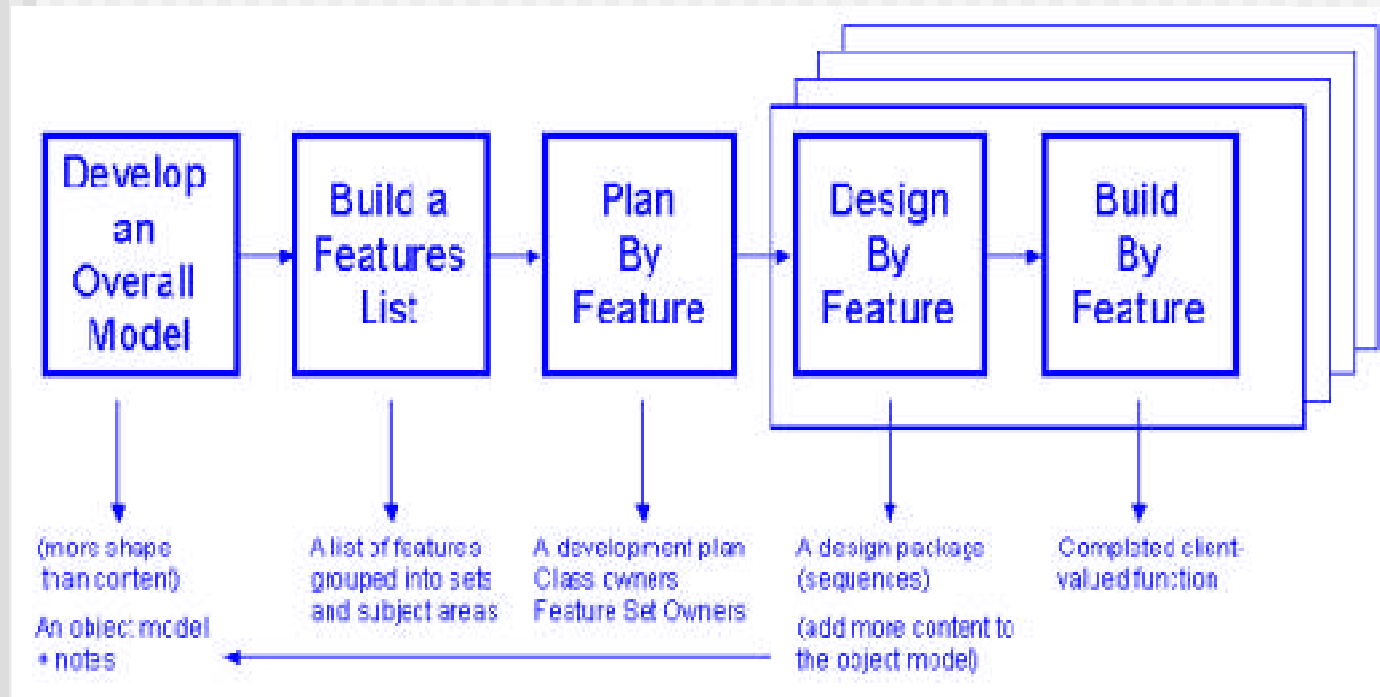 Develop
an
Overall
Model
Build a
Features
List
Plan
By
Feature
Design
By
Feature
Build
By
Feature
(more shape
than content)
An object model
+ notes
A list of features
grouped into sets
and subject areas
A development plan
Class owners
Feature Set Owners
A design package
(sequences)
(add more content to
the object model)
Completed client-
valued function